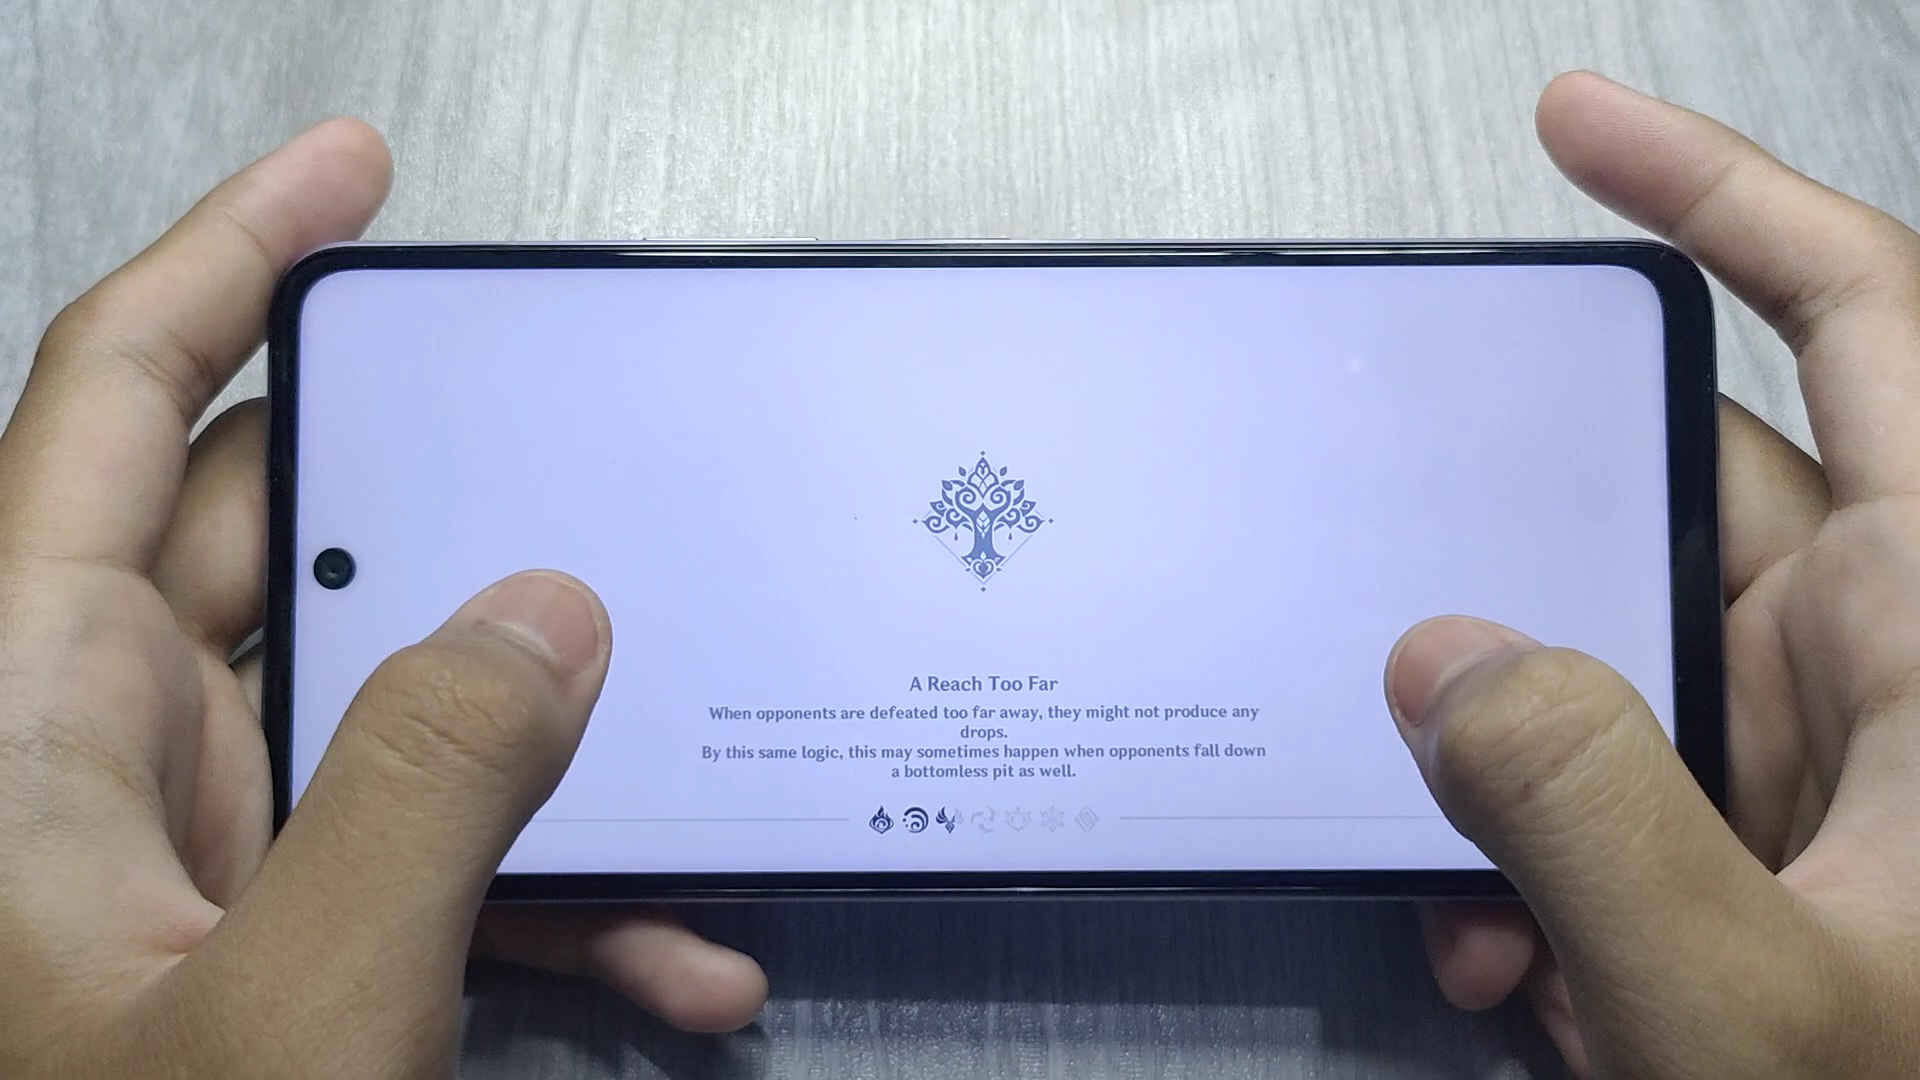 A Reach Too Far
When opponents are defeated too far away, they might not produce any
drops.
By this same logic, this may sometimes happen when opponents fall down
a bottomless pit as well.